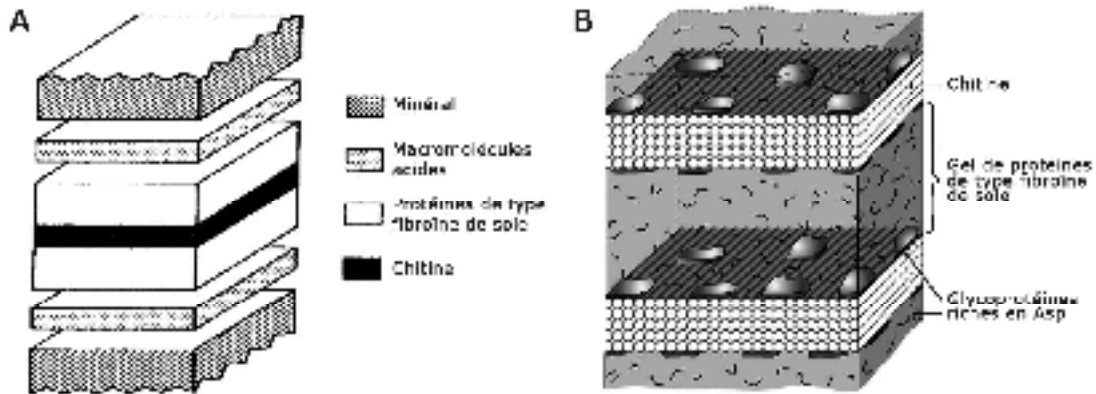 A
Minéral
Macromolécules
acides
Protéines de type
fibroïne de soie
Chitine
B
Chitine
Gel de protéines
de type fibroïne
de soie
Glycoprotéines
riches en Asp